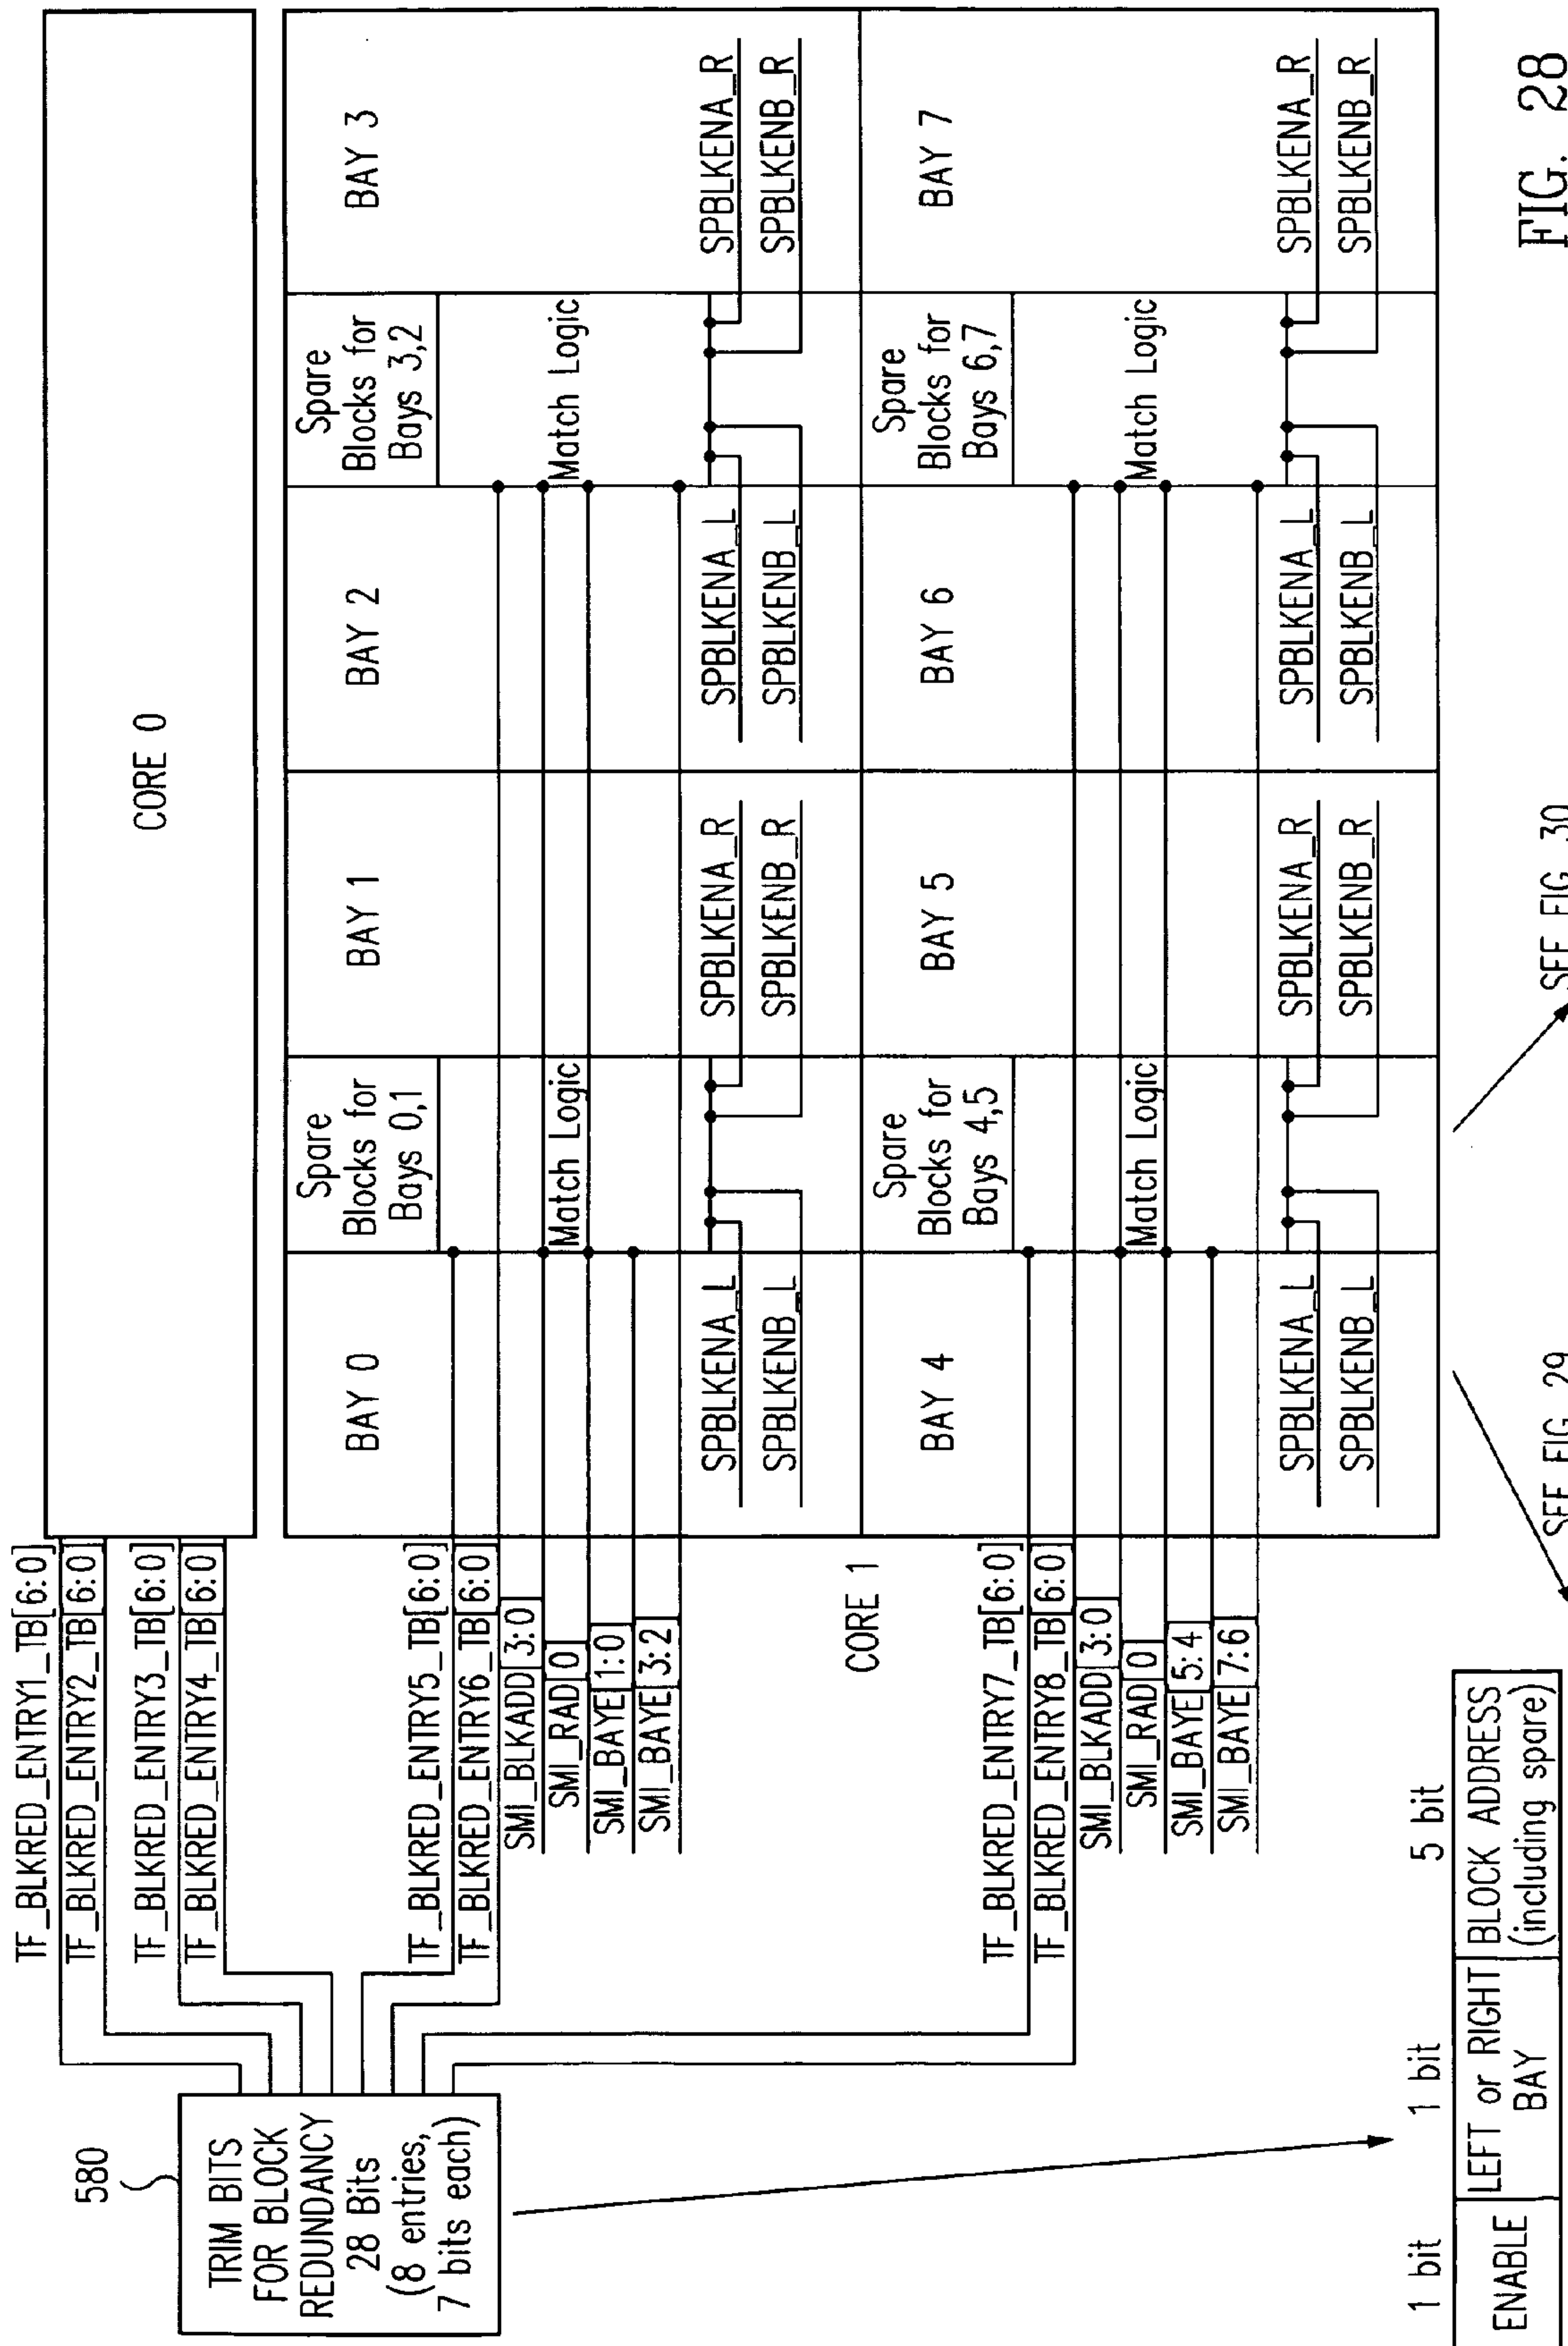 580
TRIM BITS
FOR BLOCK
REDUNDANCY
28 Bits
(8 entries,
7 bits each)
TF_BLKRED_ENTRY1_TB[6:0]
TF_BLKRED_ENTRY2_TB[6:0]
TF_BLKRED_ENTRY3_TB[6:0]
TF_BLKRED_ENTRY4_TB[6:0]
CORE 0
TF_BLKRED_ENTRY5_TB[6:0]
TF_BLKRED_ENTRY6_TB[6:0]
SMI_BLKADD[3:0]
SMI_RAD[0]
SMI_BAYE[1:0]
SMI_BAYE[3:2]
CORE 1
TF_BLKRED_ENTRY7_TB[6:0]
TF_BLKRED_ENTRY8_TB[6:0]
SMI_BLKADD[3:0]
SMI_RAD[0]
SMI_BAYE[5:4]
SMI_BAYE[7:6]
BAY 0
SPBLKENA_L
SPBLKENB_L
Spare
Blocks for
Bays 0,1
Match Logic
BAY 1
SPBLKENA_R
SPBLKENB_R
BAY 2
SPBLKENA_L
SPBLKENB_L
Spare
Blocks for
Bays 3,2
Match Logic
BAY 3
SPBLKENA_R
SPBLKENB_R
BAY 4
SPBLKENA_L
SPBLKENB_L
Spare
Blocks for
Bays 4,5
Match Logic
BAY 5
SPBLKENA_R
SPBLKENB_R
BAY 6
SPBLKENA_L
SPBLKENB_L
Spare
Blocks for
Bays 6,7
Match Logic
BAY 7
SPBLKENA_R
SPBLKENB_R
1 bit
1 bit
5 bit
ENABLE
LEFT or RIGHT
BAY
BLOCK ADDRESS
(including spare)
SEE FIG. 29
SEE FIG. 30
FIG. 28